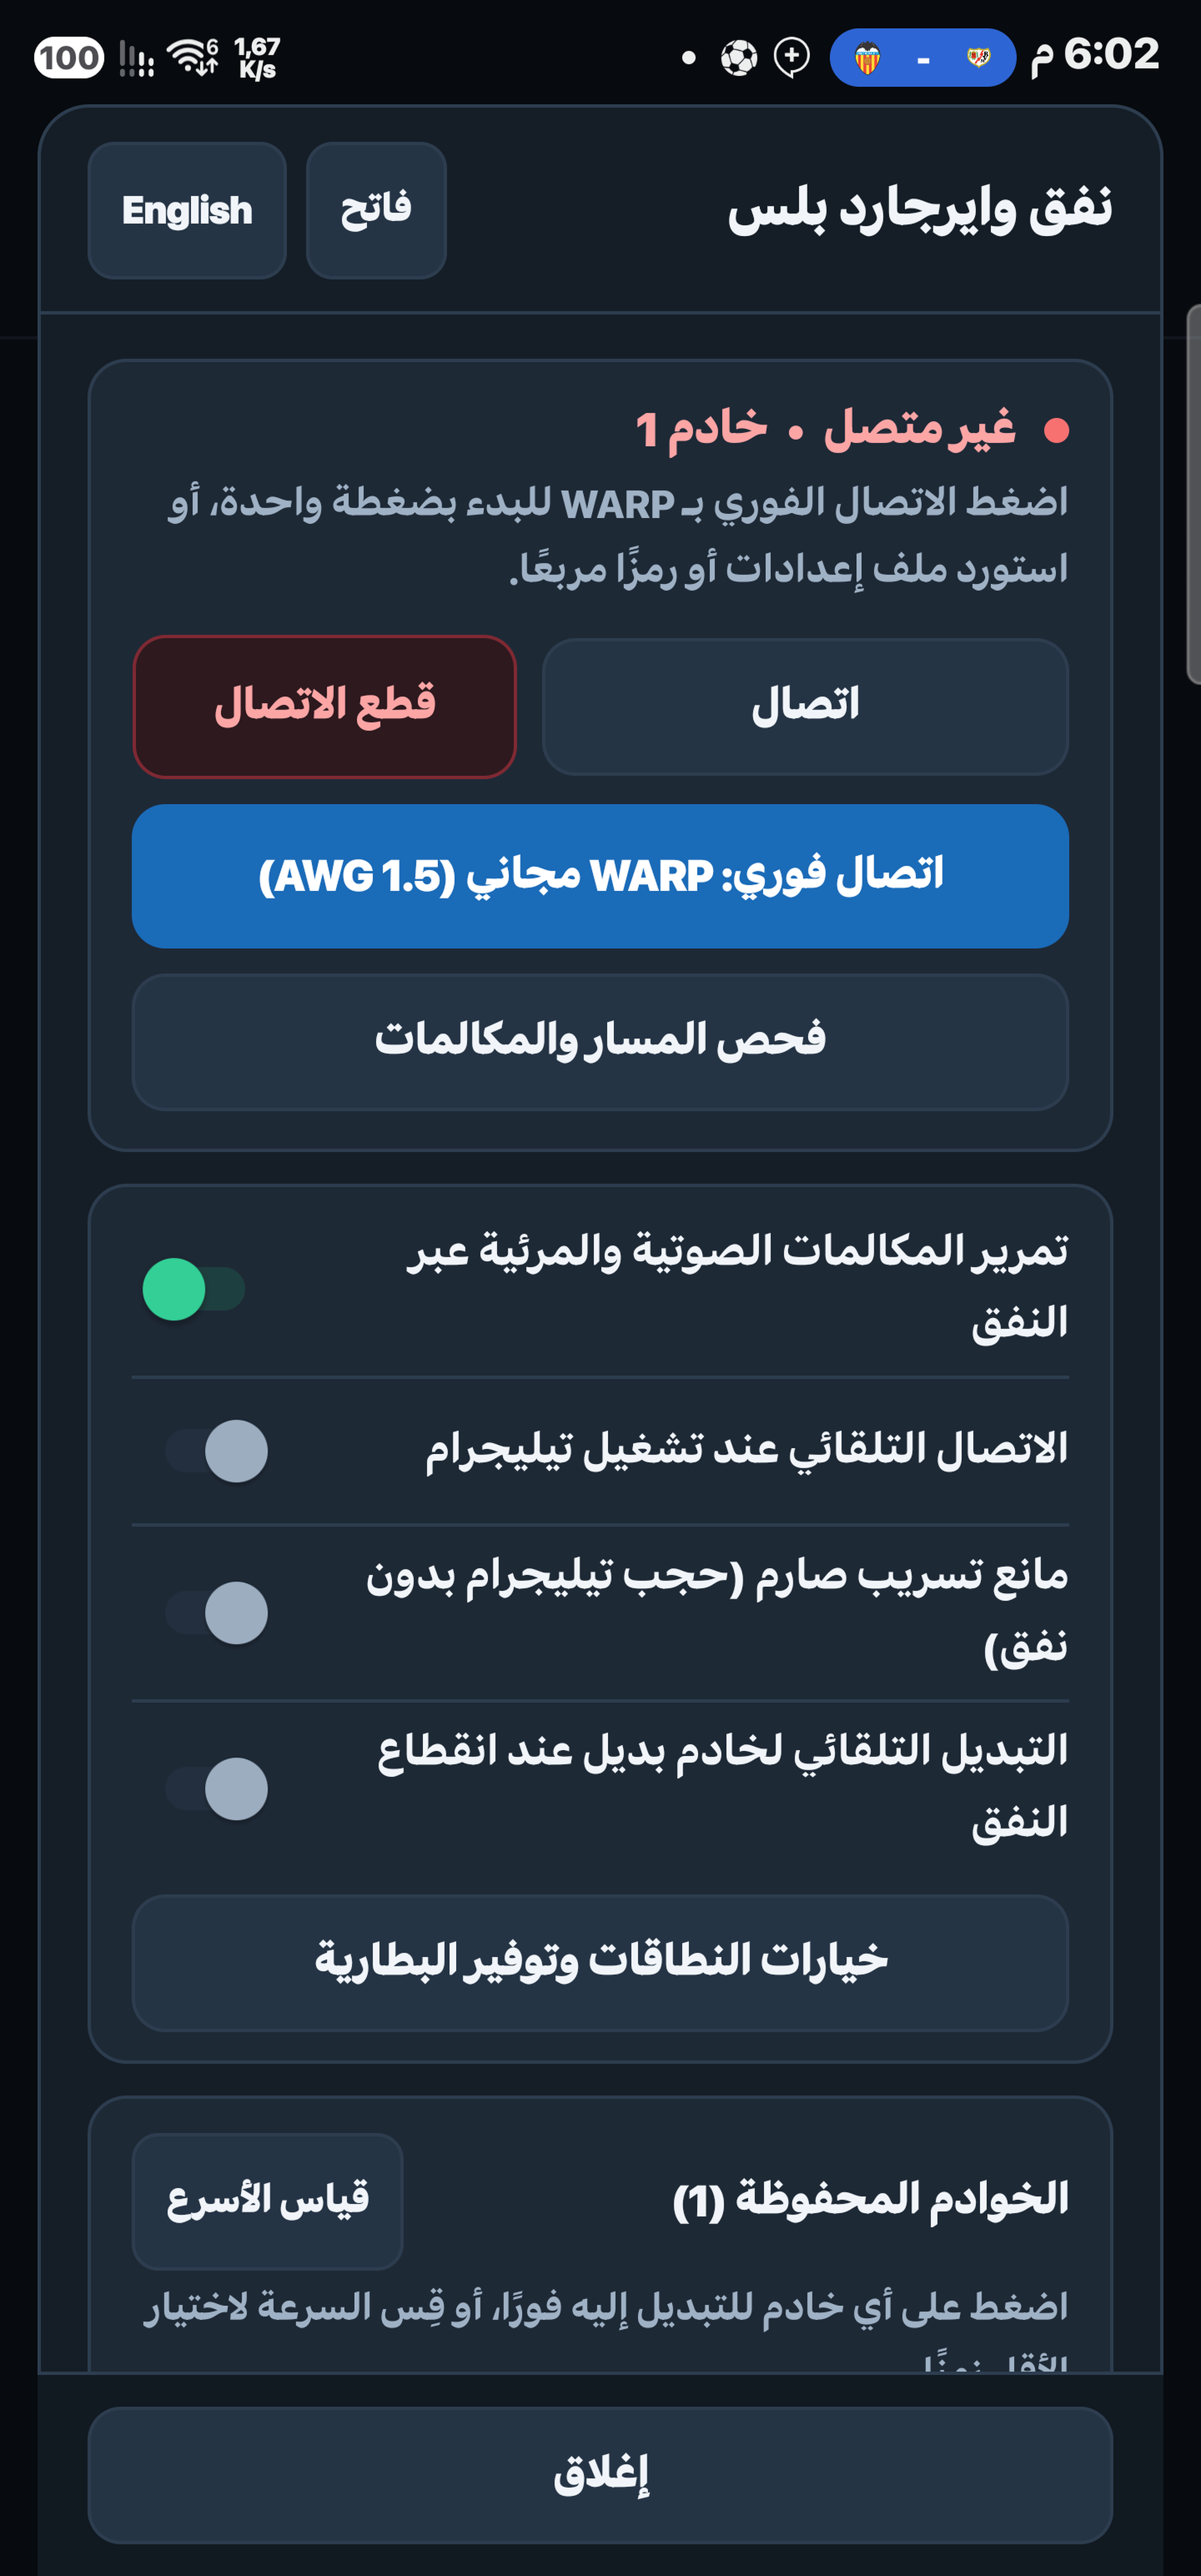 6:02 م
-
1,67
K/s
6
100
نفق وايرجارد بلس
فاتح
English
غير متصل • خادم 1
اضغط الاتصال الفوري بـ WARP للبدء بضغطة واحدة، أو
استورد ملف إعدادات أو رمزًا مربعًا.
اتصال
قطع الاتصال
اتصال فوري: WARP مجاني (AWG 1.5)
فحص المسار والمكالمات
تمرير المكالمات الصوتية والمرئية عبر
النفق
الاتصال التلقائي عند تشغيل تيليجرام
مانع تسريب صارم (حجب تيليجرام بدون
نفق)
التبديل التلقائي لخادم بديل عند انقطاع
النفق
خيارات النطاقات وتوفير البطارية
الخوادم المحفوظة (1)
قياس الأسرع
اضغط على أي خادم للتبديل إليه فورًا، أو قِس السرعة لاختيار
إغلاق